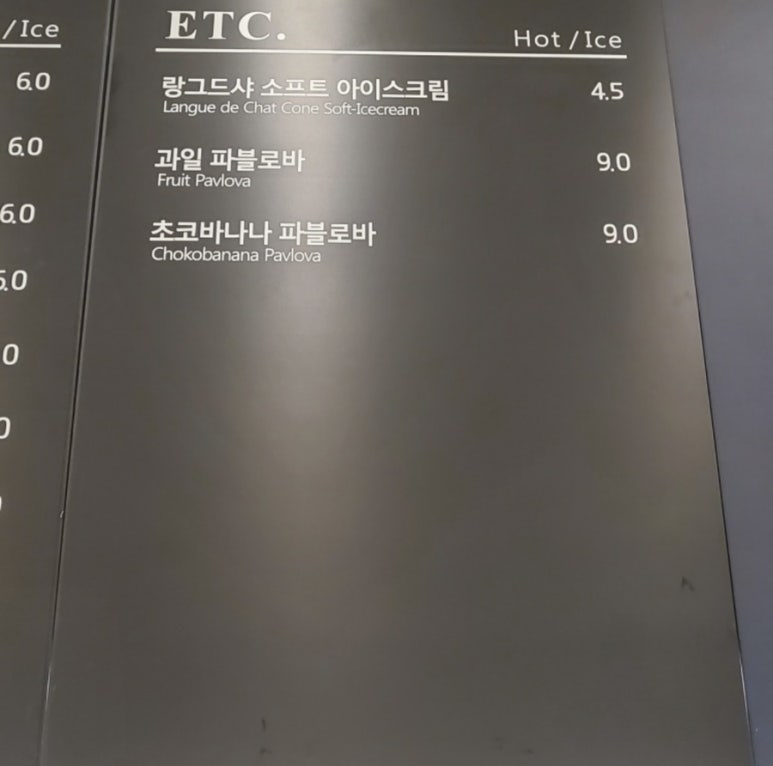 /Ice
6.0
6.0
6.0
.0
0
ETC.
Hot / Ice
랑그드샤 소프트 아이스크림 4.5
Langue de Chat Cone Soft-Icecream
과일 파블로바 9.0
Fruit Pavlova
초코바나나 파블로바 9.0
Chokobanana Pavlova